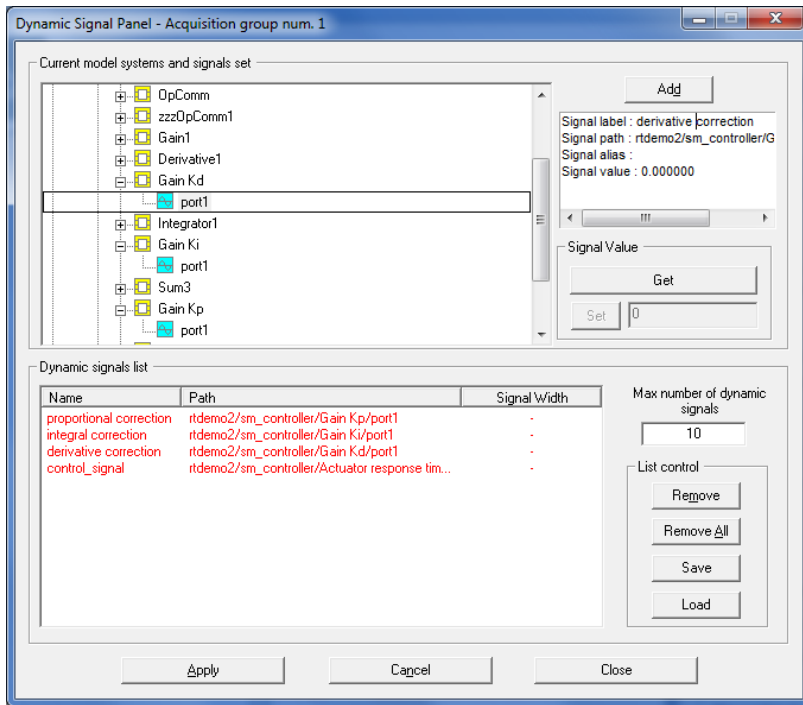 Dynamic Signal Panel - Acquisition group num. 1
Current model systems and signals set
OpComm
zzzOpComm1
Gain1
Derivative1
Gain Kd
port1
Integrator1
Gain Ki
port1
Sum3
Gain Kp
port1
Add
Signal label : derivative correction
Signal path : rtdemo2/sm_controller/G
Signal alias :
Signal value : 0.000000
Signal Value
Get
Set 0
Dynamic signals list
Name Path Signal Width
proportional correction rtdemo2/sm_controller/Gain Kp/port1 -
integral correction rtdemo2/sm_controller/Gain Ki/port1 -
derivative correction rtdemo2/sm_controller/Gain Kd/port1 -
control_signal rtdemo2/sm_controller/Actuator response tim... -
Max number of dynamic
signals
10
List control
Remove
Remove All
Save
Load
Apply Cancel Close